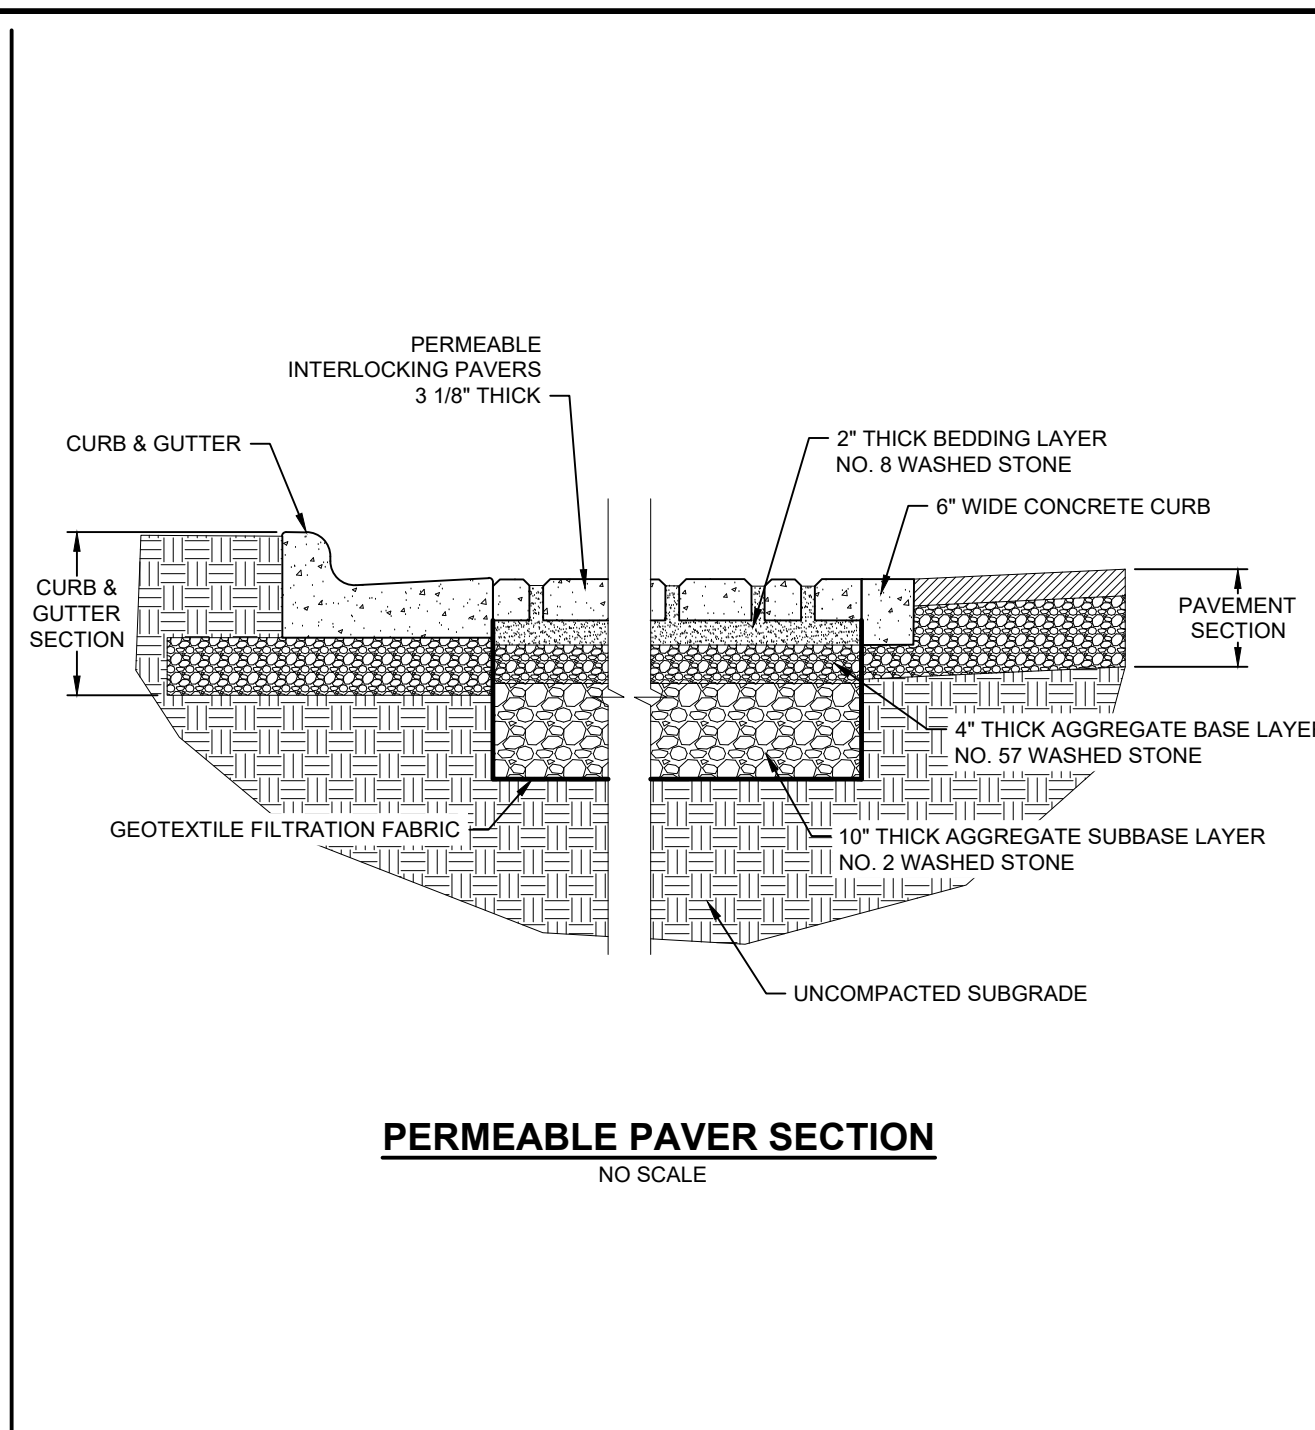 PERMEABLE
INTERLOCKING PAVERS
3 1/8" THICK
CURB & GUTTER
2" THICK BEDDING LAYER
NO. 8 WASHED STONE
6" WIDE CONCRETE CURB
CURB &
GUTTER
SECTION
PAVEMENT
SECTION
4" THICK AGGREGATE BASE LAYER
NO. 57 WASHED STONE
GEOTEXTILE FILTRATION FABRIC
10" THICK AGGREGATE SUBBASE LAYER
NO. 2 WASHED STONE
UNCOMPACTED SUBGRADE
PERMEABLE PAVER SECTION
NO SCALE